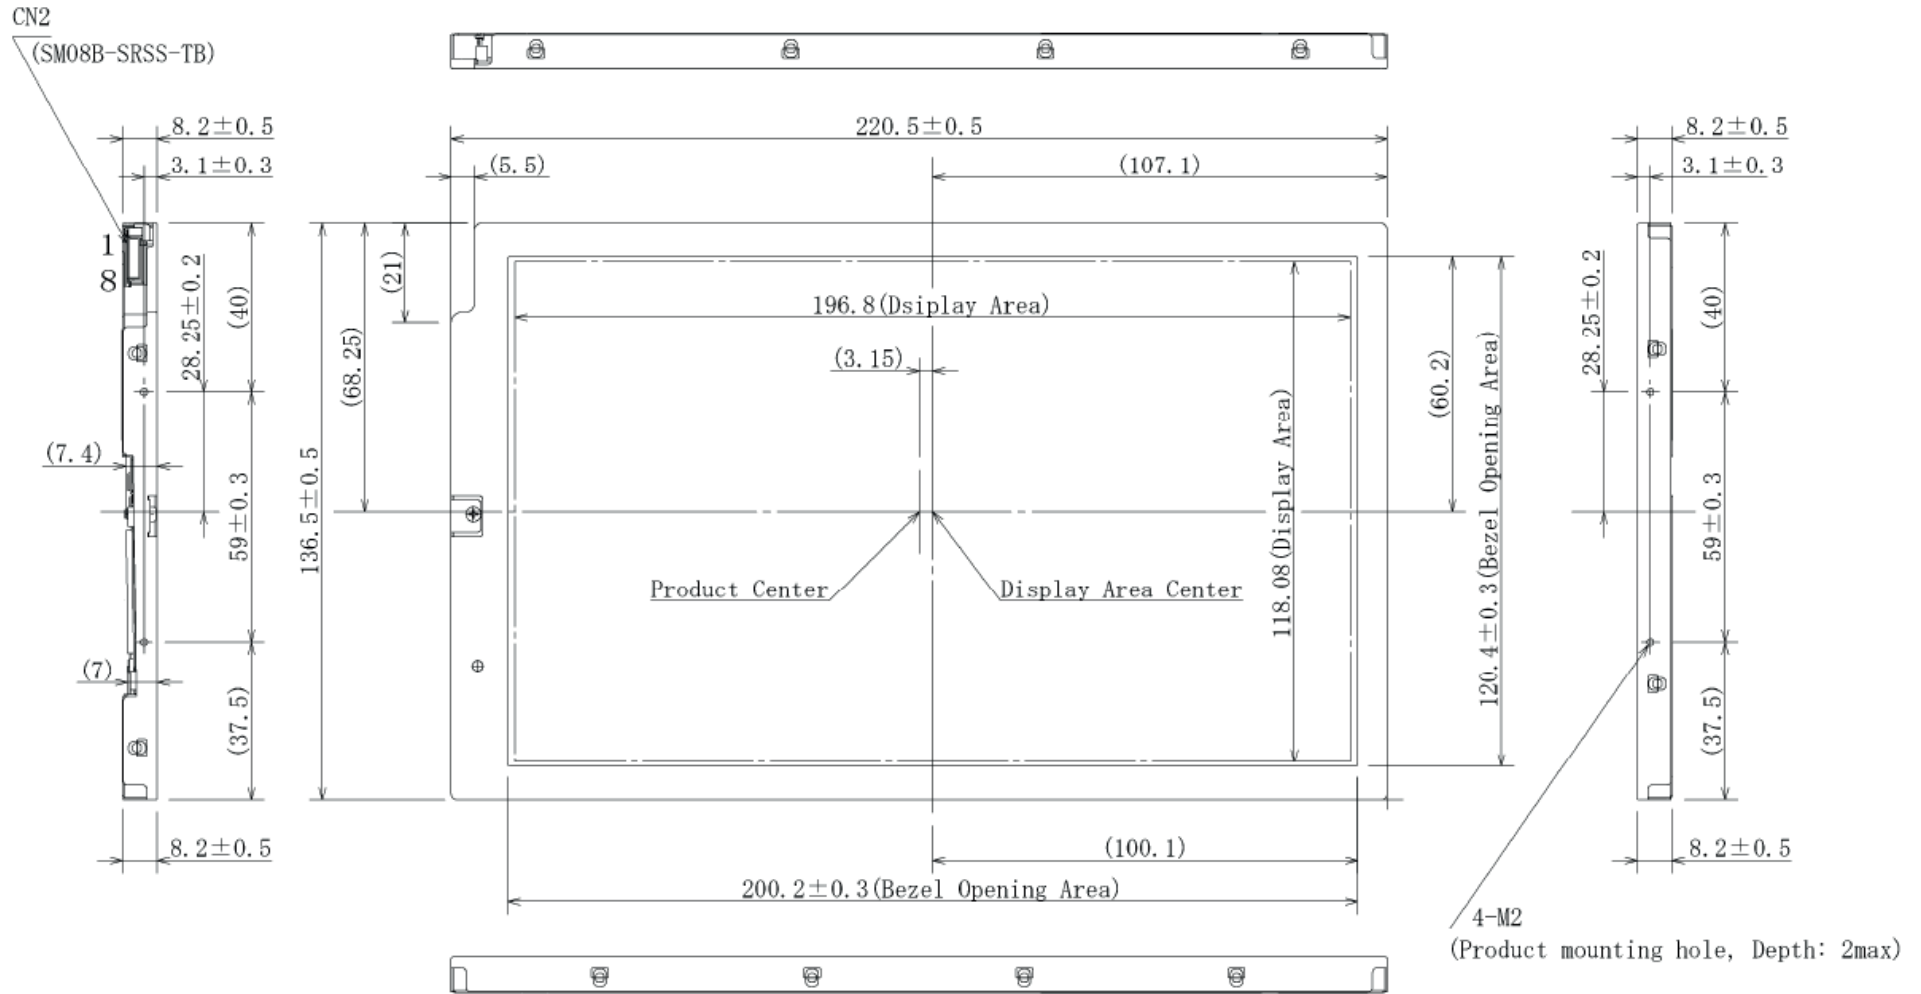 CN2
(SM08B-SRSS-TB)
8.2±0.5
220.5±0.5
8.2±0.5
3.1±0.3
(5.5)
(107.1)
3.1±0.3
1
8
28.25±0.2
(40)
(21)
(68.25)
196.8(Dsiplay Area)
(3.15)
(60.2)
28.25±0.2
(40)
(7.4)
136.5±0.5
59±0.3
118.08(Display Area)
120.4±0.3(Bezel Opening Area)
59±0.3
Product Center
Display Area Center
(7)
(37.5)
(37.5)
8.2±0.5
(100.1)
8.2±0.5
200.2±0.3(Bezel Opening Area)
4-M2
(Product mounting hole, Depth: 2max)